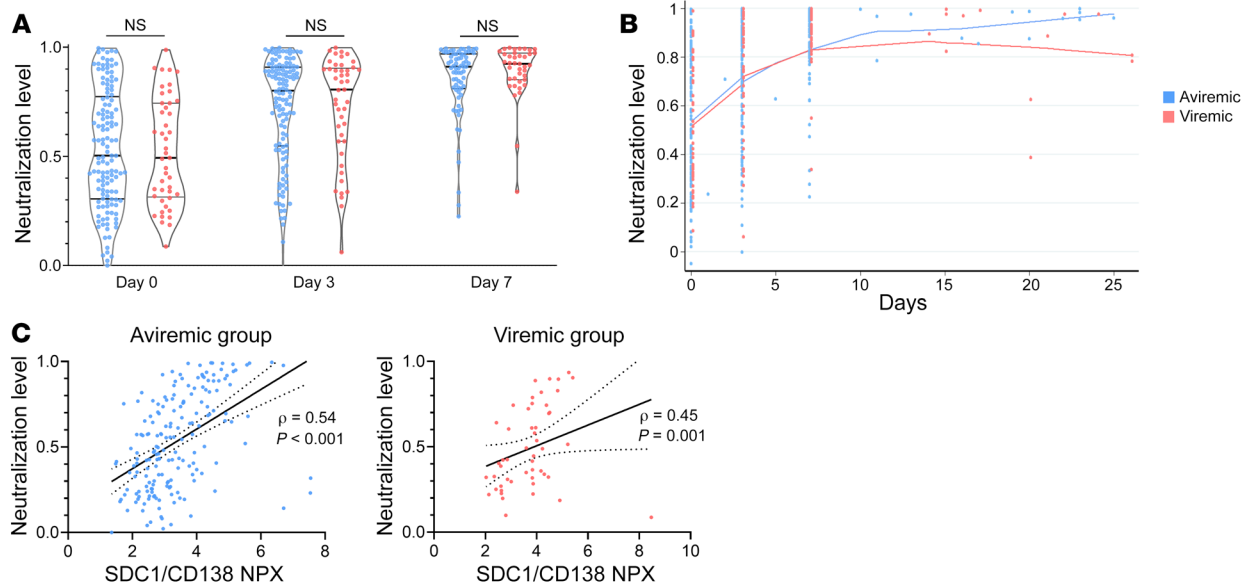 A
NS
NS
NS
Neutralization level
1.0
0.5
0.0
Day 0
Day 3
Day 7
B
Neutralization level
1
0.8
0.6
0.4
0.2
0
0
5
10
15
20
25
Days
Aviremic
Viremic
C
Aviremic group
Neutralization level
1.0
0.5
0.0
ρ = 0.54
P < 0.001
0
2
4
6
8
SDC1/CD138 NPX
Viremic group
Neutralization level
1.0
0.5
0.0
ρ = 0.45
P = 0.001
0
2
4
6
8
10
SDC1/CD138 NPX